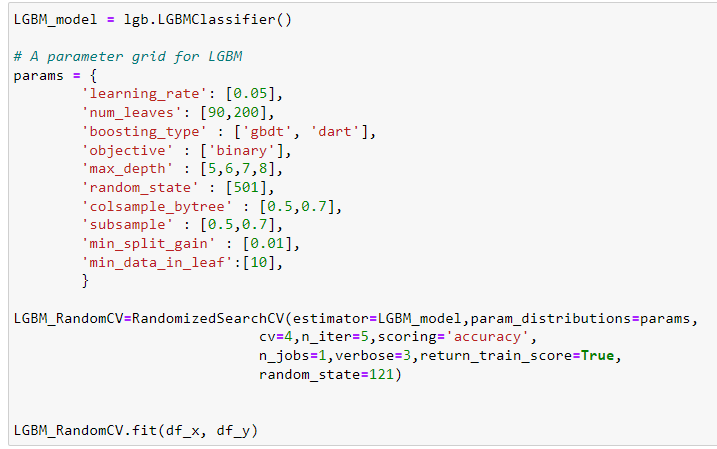 LGBM_model = lgb.LGBMClassifier()
# A parameter grid for LGBM
params = {
'learning_rate': [0.05],
'num_leaves': [90,200],
'boosting_type' : ['gbdt', 'dart'],
'objective' : ['binary'],
'max_depth' : [5,6,7,8],
'random_state' : [501],
'colsample_bytree' : [0.5,0.7],
'subsample' : [0.5,0.7],
'min_split_gain' : [0.01],
'min_data_in_leaf':[10],
}
LGBM_RandomCV=RandomizedSearchCV(estimator=LGBM_model,param_distributions=params,
cv=4,n_iter=5,scoring='accuracy',
n_jobs=1,verbose=3,return_train_score=True,
random_state=121)
LGBM_RandomCV.fit(df_x, df_y)